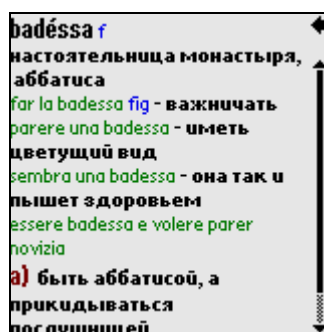 badéssa f
настоятельница монастыря,
аббатиса
far la badessa fig - важничать
parere una badessa - иметь
цветущий вид
sembra una badessa - она так и
пышет здоровьем
essere badessa e volere parer
novizia
а) быть аббатисой, а
прикидываться
послушницей